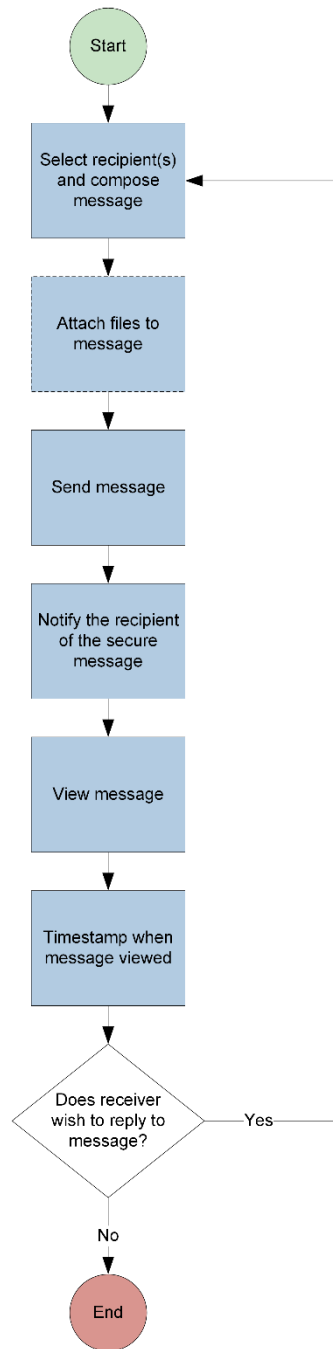 Start
Select recipient(s)
and compose
message
Attach files to
message
Send message
Notify the recipient
of the secure
message
View message
Timestamp when
message viewed
Does receiver
wish to reply to
message?
Yes
No
End